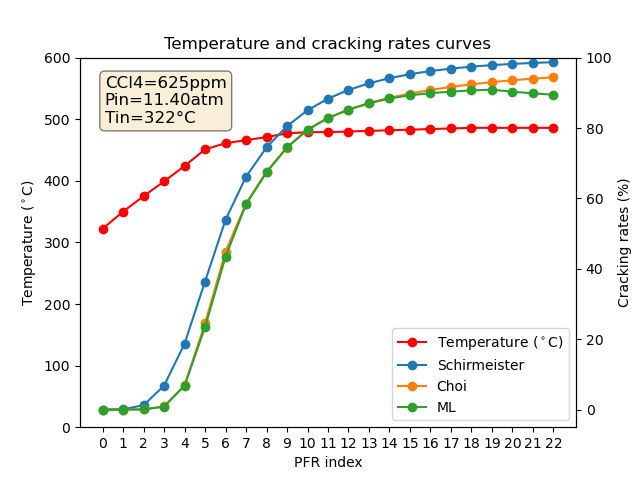 Temperature and cracking rates curves
CCl4=625ppm
Pin=11.40atm
Tin=322°C
Temperature (°C)
600
500
400
300
200
100
0
100
80
60
40
20
0
Cracking rates (%)
Temperature (°C)
Schirmeister
Choi
ML
0 1 2 3 4 5 6 7 8 9 10 11 12 13 14 15 16 17 18 19 20 21 22
PFR index